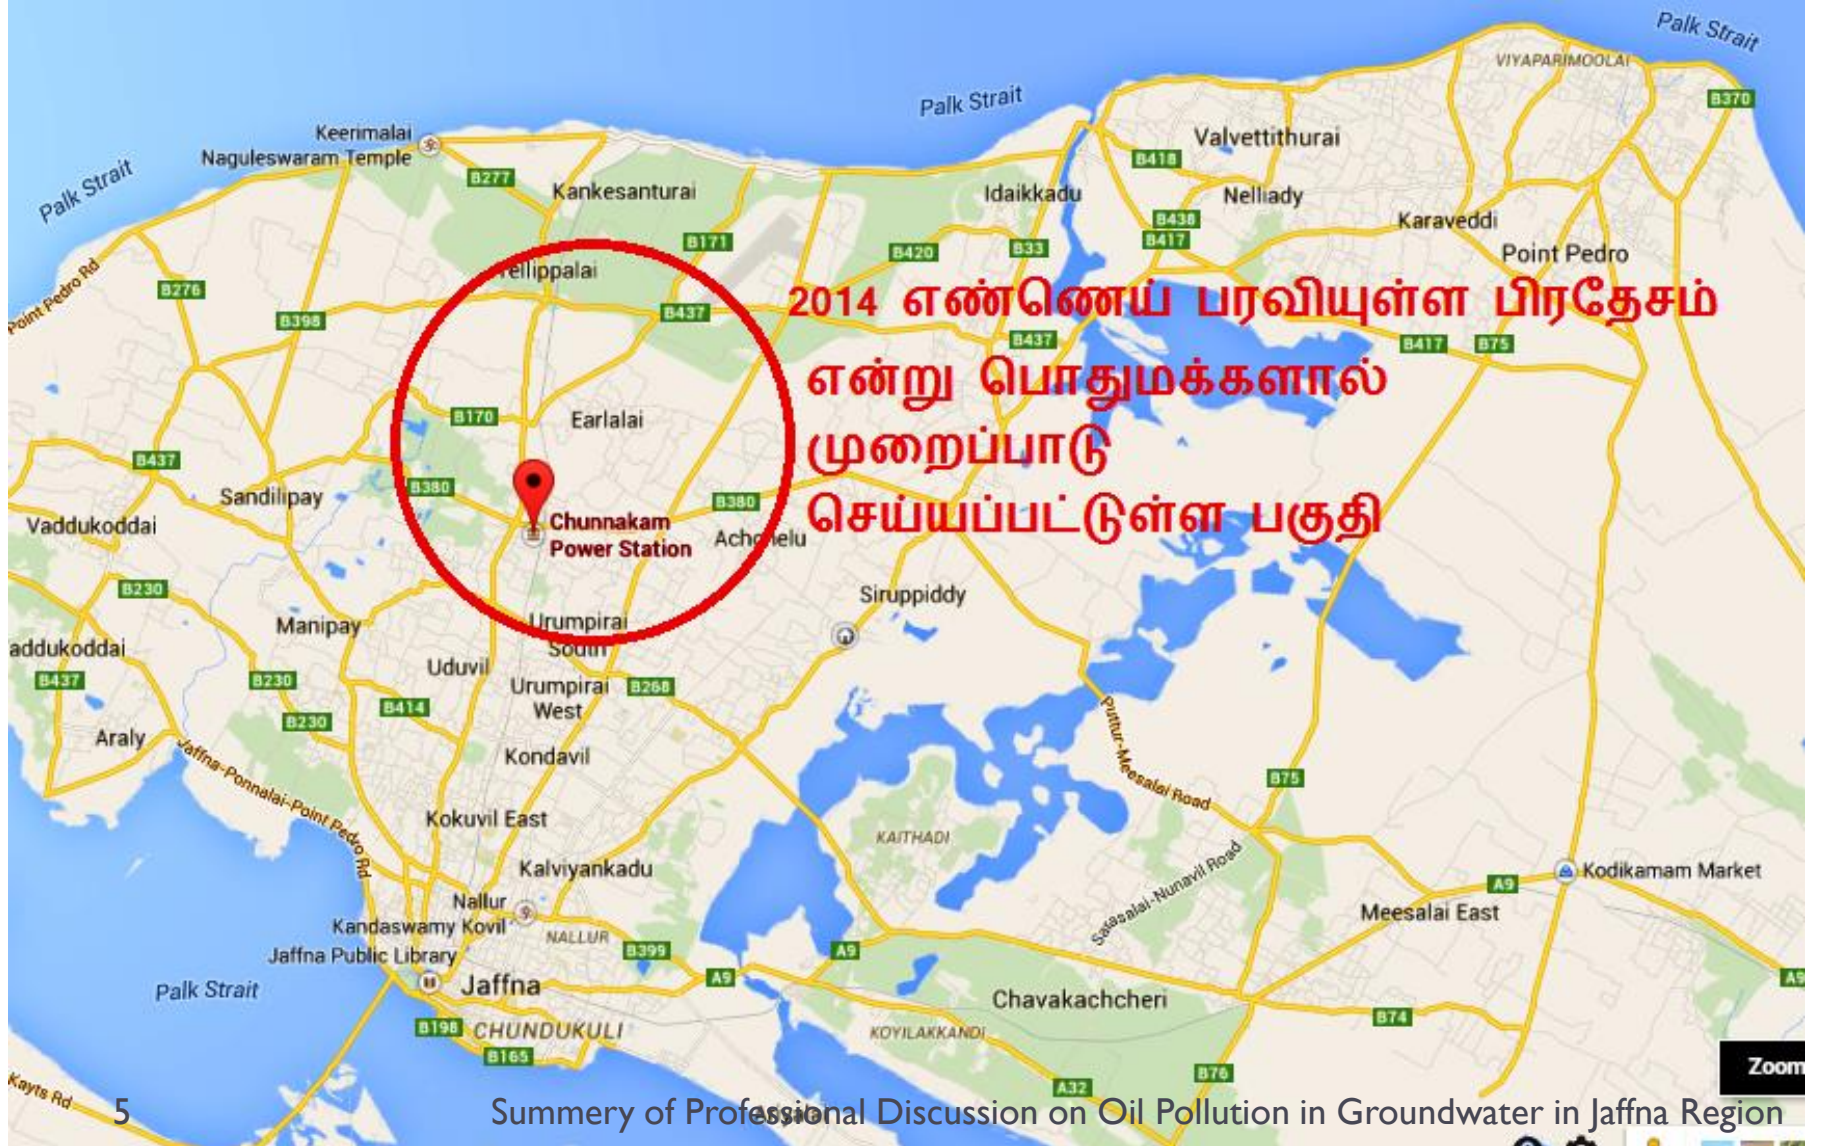 Palk Strait
VIYAPARIMOOLAI
B370
Palk Strait
Keerimalai
Naguleswaram Temple
Valvettithurai
B418
Palk Strait
B277
Kankesanturai
Idaikkadu
Nelliady
B438
Karaveddi
B171
B420
B33
B417
Point Pedro
Point Pedro Rd
Tellippalai
B276
B398
B437
2014 எண்ணெய் பரவியுள்ள பிரதேசம்
B437
B417
B75
என்று பொதுமக்களால்
B170
Earlalai
முறைப்பாடு
B437
Sandilipay
B380
B380
செய்யப்பட்டுள்ள பகுதி
Vaddukoddai
Chunnakam
Power Station
Achchelu
B230
Siruppiddy
Manipay
Urumpirai
South
addukoddai
Uduvil
B437
B230
Urumpirai
West
B268
B414
B230
Puttur-Meesalai Road
Araly
Jaffna-Ponnalai-Point Pedro Rd
Kondavil
B75
Kokuvil East
KAITHADI
Kalviyankadu
Sarasalai-Nunavil Road
A9
Kodikamam Market
Nallur
Kandaswamy Kovil
Meesalai East
NALLUR
Jaffna Public Library
B399
A9
A9
A9
Jaffna
Palk Strait
Chavakachcheri
B74
B198
CHUNDUKULI
KOYILAKKANDI
B165
Zoom
B76
A32
Kayts Rd
5
Summery of Professional Discussion on Oil Pollution in Groundwater in Jaffna Region